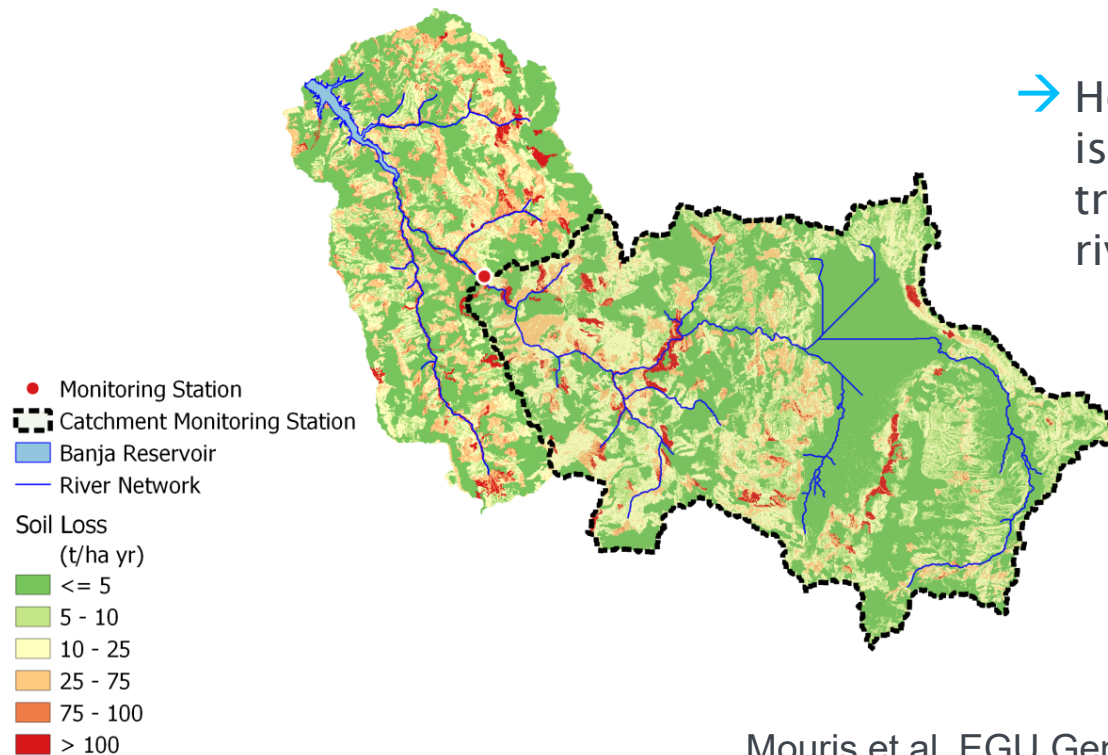 → Ho
is
tr
riv
Monitoring Station
Catchment Monitoring Station
Banja Reservoir
River Network
Soil Loss
(t/ha yr)
<= 5
5 - 10
10 - 25
25 - 75
75 - 100
> 100
Mouris et al. EGU Ger